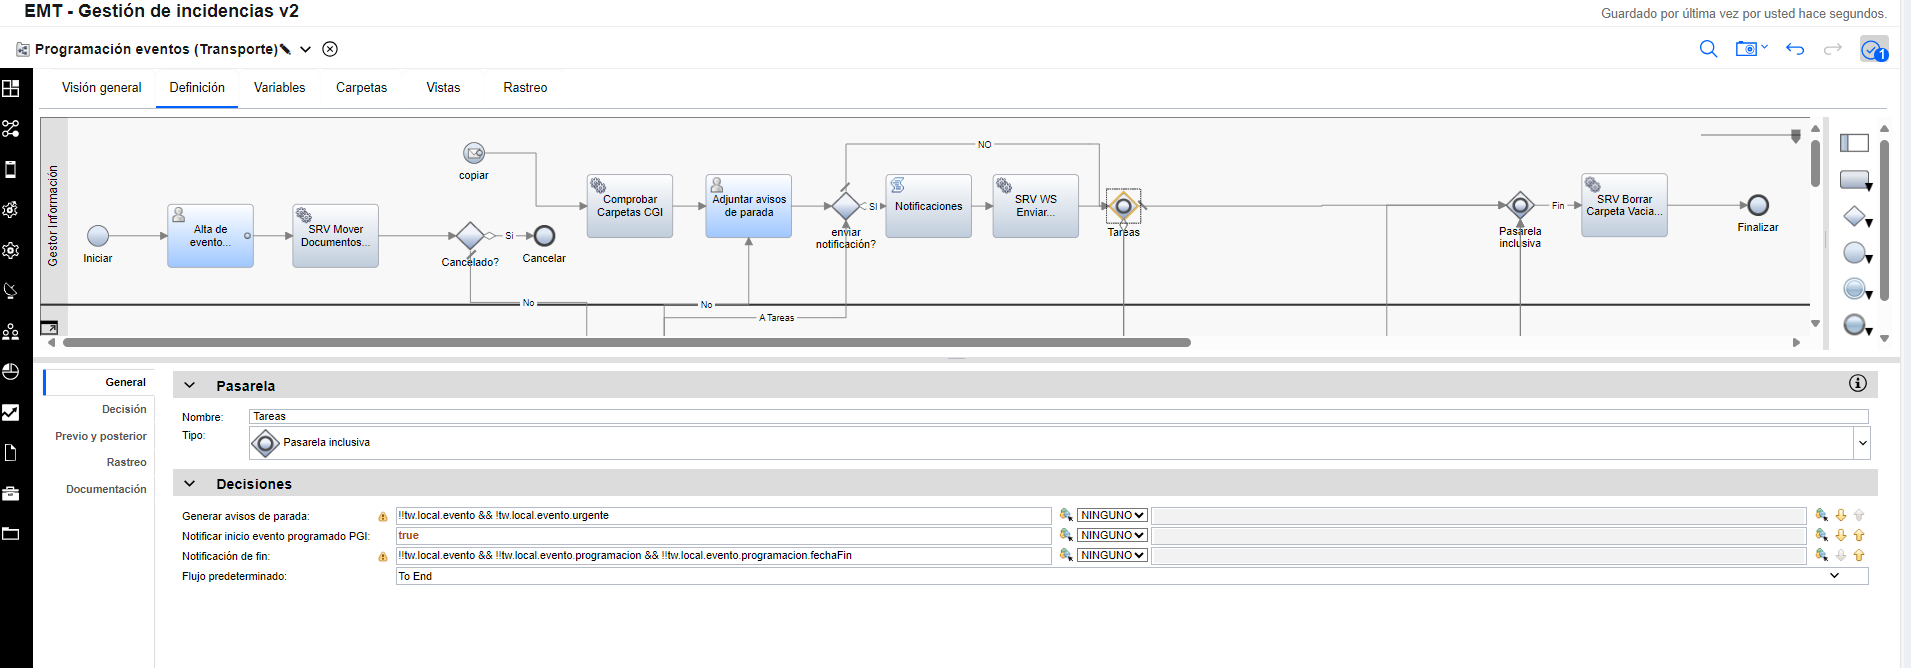 EMT - Gestión de incidencias v2
Guardado por última vez por usted hace segundos.
Programación eventos (Transporte)
1
Visión general
Definición
Variables
Carpetas
Vistas
Rastreo
Gestor Información
Iniciar
Alta de
evento...
SRV Mover
Documentos...
Cancelado?
Si
Cancelar
No
copiar
Comprobar
Carpetas CGI
Adjuntar avisos
de parada
No
A Tareas
enviar
notificación?
NO
SI
Notificaciones
SRV WS
Enviar...
Tareas
Pasarela
inclusiva
Fin
SRV Borrar
Carpeta Vacia...
Finalizar
General
Decisión
Previo y posterior
Rastreo
Documentación
Pasarela
Nombre: Tareas
Tipo: Pasarela inclusiva
Decisiones
Generar avisos de parada: !!tw.local.evento && !tw.local.evento.urgente NINGUNO
Notificar inicio evento programado PGI: true NINGUNO
Notificación de fin: !!tw.local.evento && !!tw.local.evento.programacion && !!tw.local.evento.programacion.fechaFin NINGUNO
Flujo predeterminado: To End